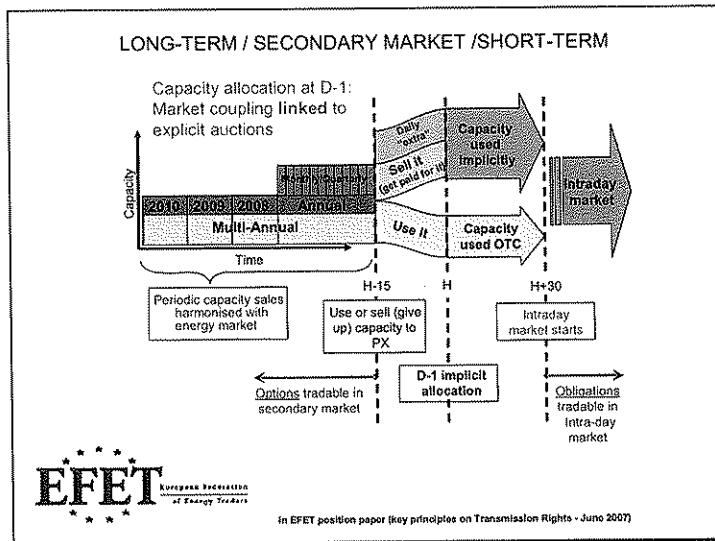 LONG-TERM / SECONDARY MARKET /SHORT-TERM
Capacity allocation at D-1:
Market coupling linked to
explicit auctions
Capacity
2010
2009
2008
Annual
Multi-Annual
Time
Daily
"extra"
Sell it
(get paid for it)
Use it
Capacity
used
implicitly
Capacity
used OTC
Intraday
market
H-15
H
H+30
Periodic capacity sales
harmonised with
energy market
Use or sell (give
up) capacity to
PX
Intraday
market starts
D-1 implicit
allocation
Options tradable in
secondary market
Obligations
tradable in
Intra-day
market
EFET
European Federation
of Energy Traders
in EFET position paper (key principles on Transmission Rights - June 2007)